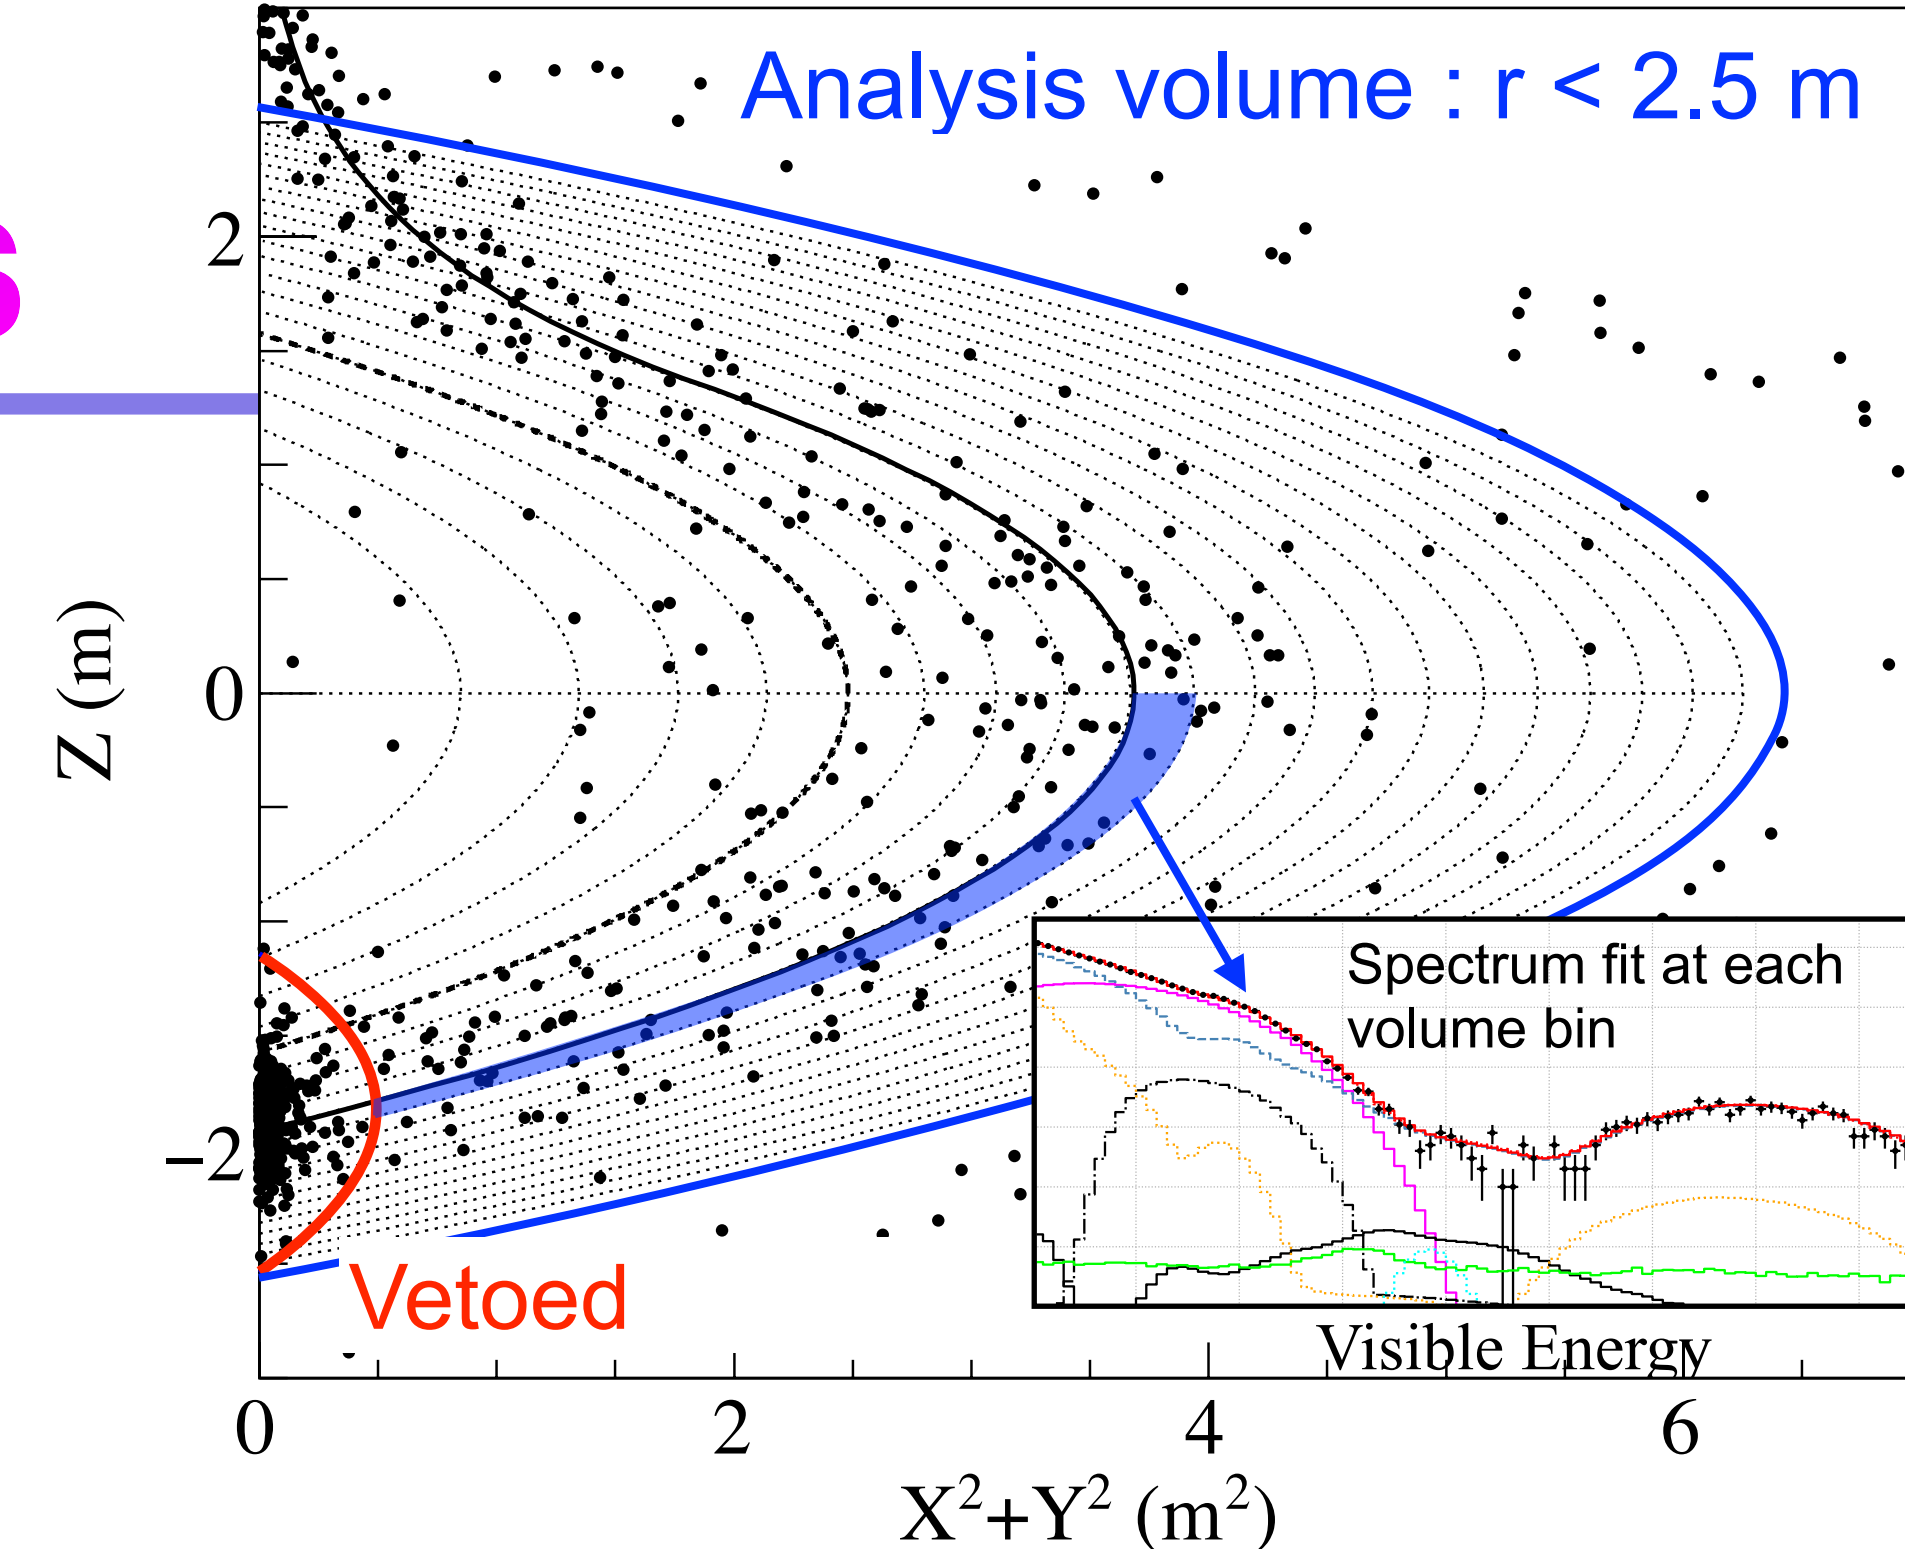 s
Analysis volume : r < 2.5 m
2
Z (m)
0
−2
Vetoed
Spectrum fit at each
volume bin
Visible Energy
0 2 4 6
X²+Y² (m²)